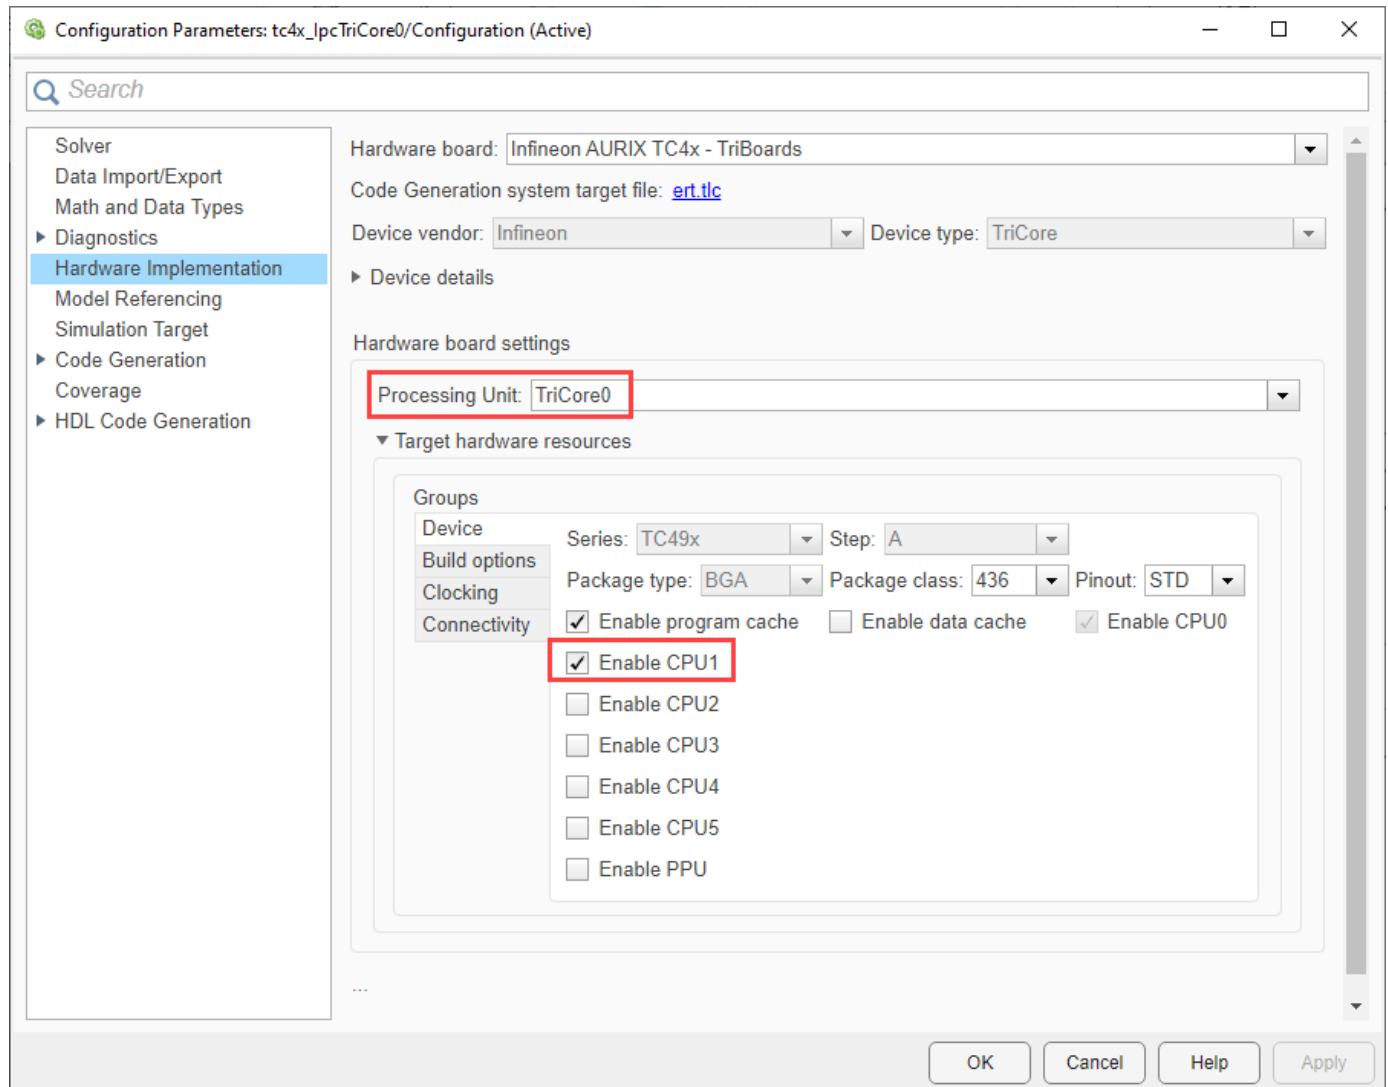 Configuration Parameters: tc4x_IpcTriCore0/Configuration (Active)
Search
Solver
Data Import/Export
Math and Data Types
Diagnostics
Hardware Implementation
Model Referencing
Simulation Target
Code Generation
Coverage
HDL Code Generation
Hardware board: Infineon AURIX TC4x - TriBoards
Code Generation system target file: ert.tlc
Device vendor: Infineon Device type: TriCore
Device details
Hardware board settings
Processing Unit: TriCore0
Target hardware resources
Groups
Device
Build options
Clocking
Connectivity
Series: TC49x Step: A
Package type: BGA Package class: 436 Pinout: STD
Enable program cache Enable data cache Enable CPU0
Enable CPU1
Enable CPU2
Enable CPU3
Enable CPU4
Enable CPU5
Enable PPU
...
OK Cancel Help Apply